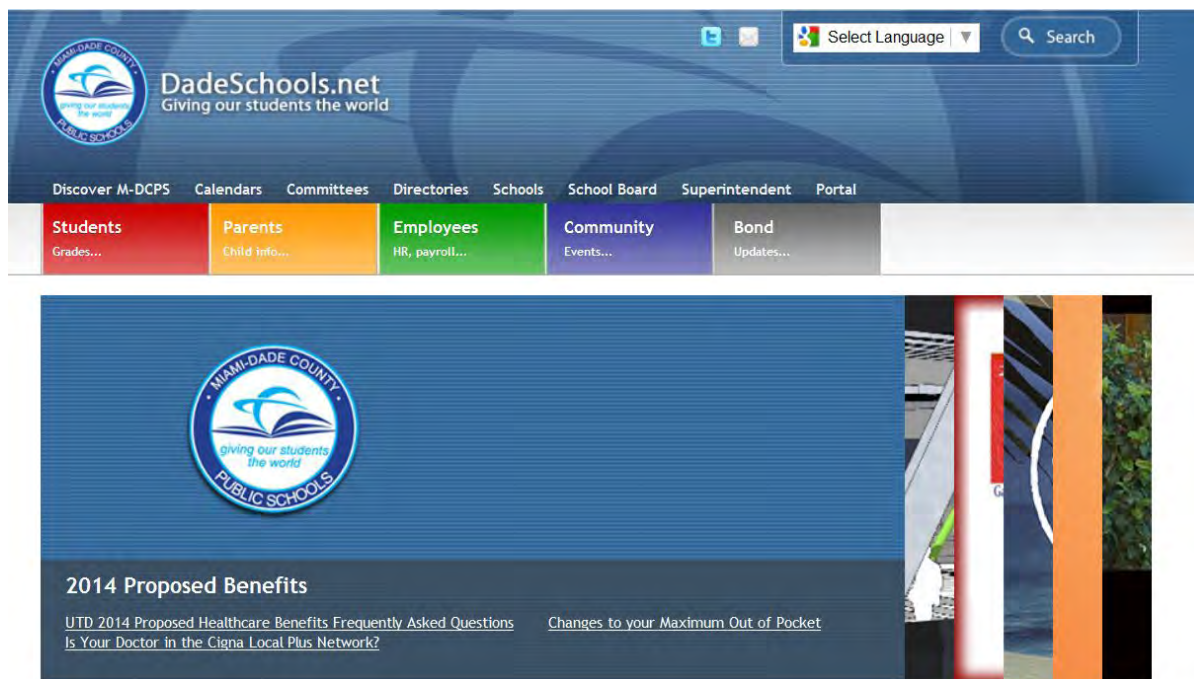 Select Language
Search
MIAMI-DADE COUNTY
giving our students
the world
PUBLIC SCHOOLS
DadeSchools.net
Giving our students the world
Discover M-DCPS Calendars Committees Directories Schools School Board Superintendent Portal
Students Parents Employees Community Bond
Grades... Child info... HR, payroll... Events... Updates...
MIAMI-DADE COUNTY
giving our students
the world
PUBLIC SCHOOLS
2014 Proposed Benefits
UTD 2014 Proposed Healthcare Benefits Frequently Asked Questions Changes to your Maximum Out of Pocket
Is Your Doctor in the Cigna Local Plus Network?